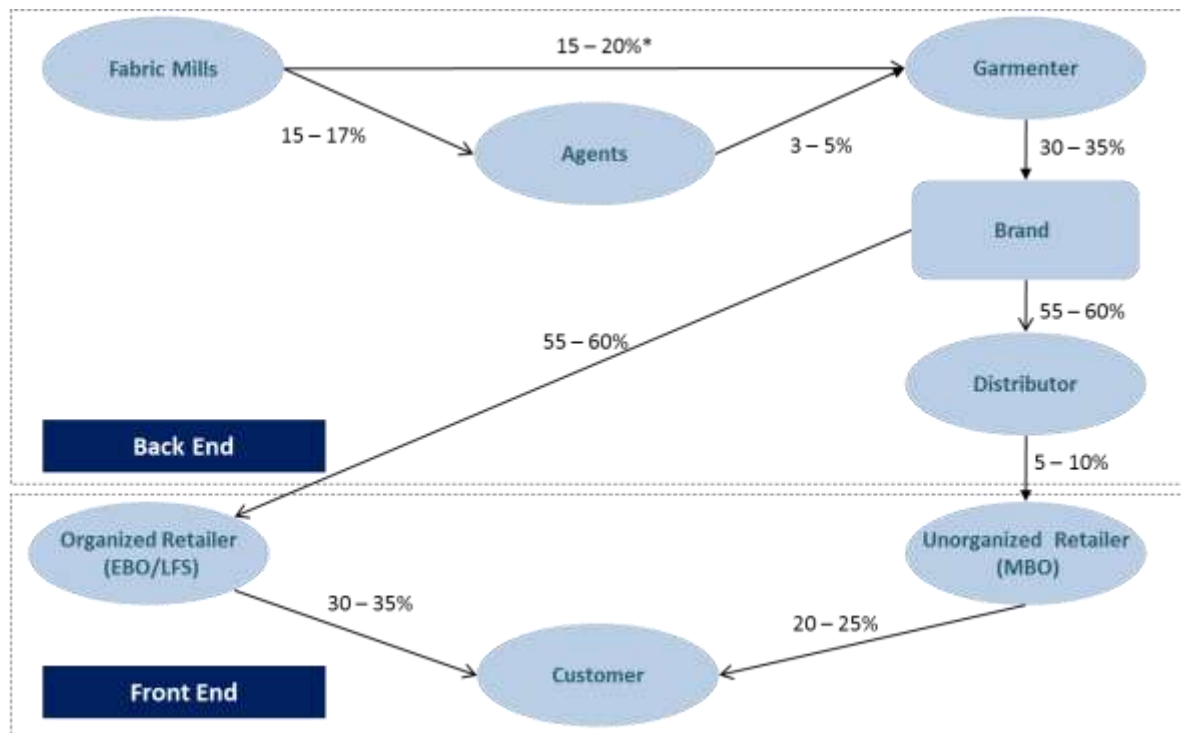 15 – 20%*
Fabric Mills
Garmenter
15 – 17%
Agents
3 – 5%
30 – 35%
Brand
55 – 60%
55 – 60%
Distributor
Back End
5 – 10%
Organized Retailer
(EBO/LFS)
Unorganized Retailer
(MBO)
30 – 35%
20 – 25%
Customer
Front End